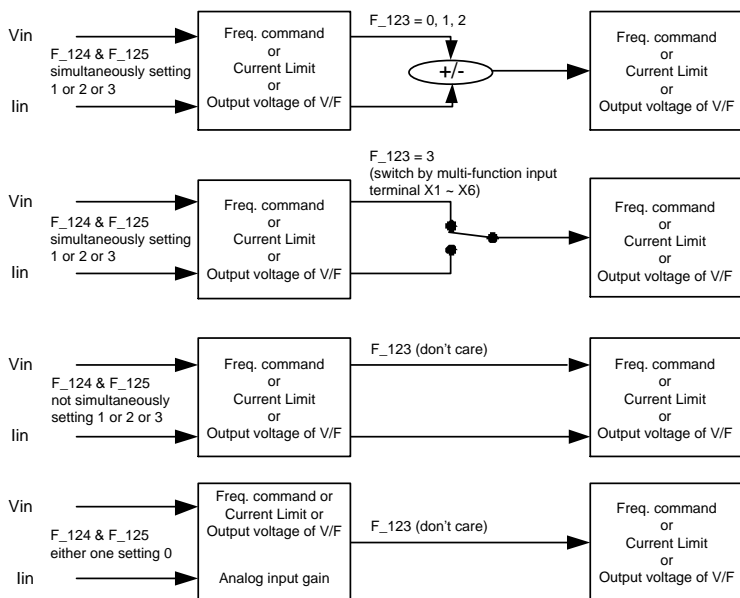 Vin
F_124 & F_125
simultaneously setting
1 or 2 or 3
Iin
Freq. command
or
Current Limit
or
Output voltage of V/F
F_123 = 0, 1, 2
+/-
Freq. command
or
Current Limit
or
Output voltage of V/F
Vin
F_124 & F_125
simultaneously setting
1 or 2 or 3
Iin
Freq. command
or
Current Limit
or
Output voltage of V/F
F_123 = 3
(switch by multi-function input
terminal X1 ~ X6)
Freq. command
or
Current Limit
or
Output voltage of V/F
Vin
F_124 & F_125
not simultaneously
setting 1 or 2 or 3
Iin
Freq. command
or
Current Limit
or
Output voltage of V/F
F_123 (don't care)
Freq. command
or
Current Limit
or
Output voltage of V/F
Vin
F_124 & F_125
either one setting 0
Iin
Freq. command or
Current Limit or
Output voltage of V/F
Analog input gain
F_123 (don't care)
Freq. command
or
Current Limit
or
Output voltage of V/F